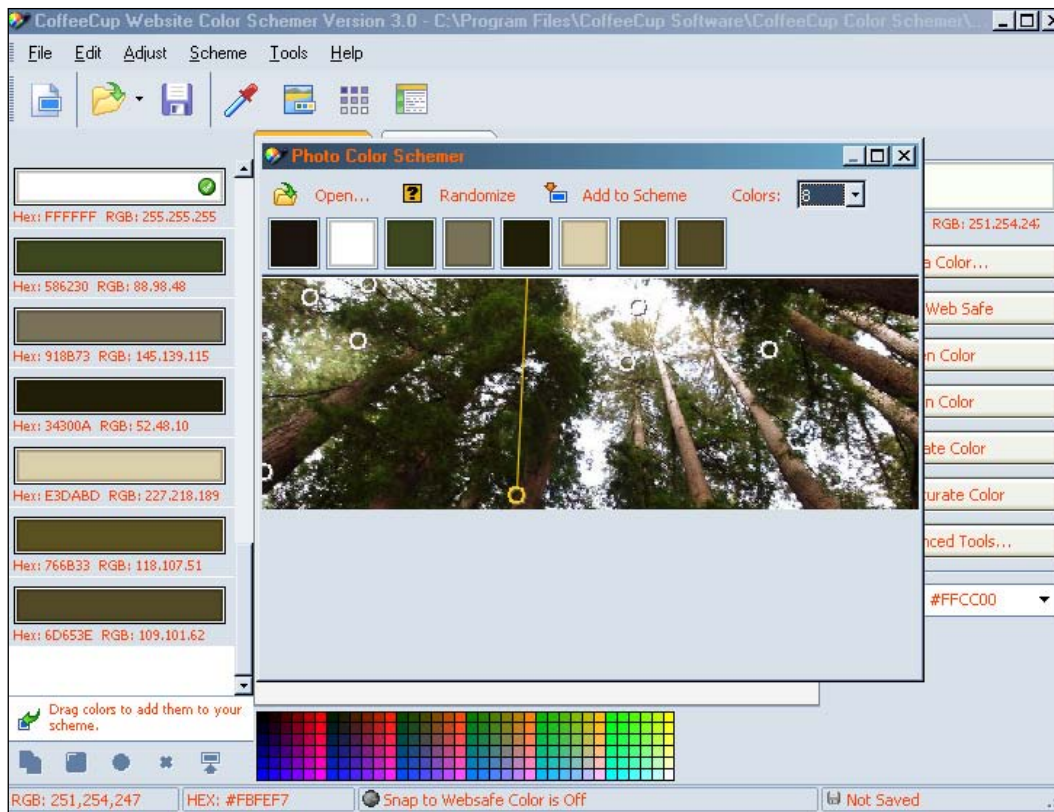 CoffeeCup Website Color Schemer Version 3.0 - C:\Program Files\CoffeeCup Software\CoffeeCup Color Schemer\...
File Edit Adjust Scheme Tools Help
Photo Color Schemer
Open... Randomize Add to Scheme Colors: 8
Hex: FFFFFF RGB: 255.255.255
Hex: 586230 RGB: 88.98.48
Hex: 918B73 RGB: 145.139.115
Hex: 34300A RGB: 52.48.10
Hex: E3DABD RGB: 227.218.189
Hex: 766B33 RGB: 118.107.51
Hex: 6D653E RGB: 109.101.62
RGB: 251.254.247
a Color...
Web Safe
n Color
n Color
ate Color
urate Color
nced Tools...
#FFCC00
Drag colors to add them to your
scheme.
RGB: 251,254,247 HEX: #FBFEF7 Snap to Websafe Color is Off Not Saved